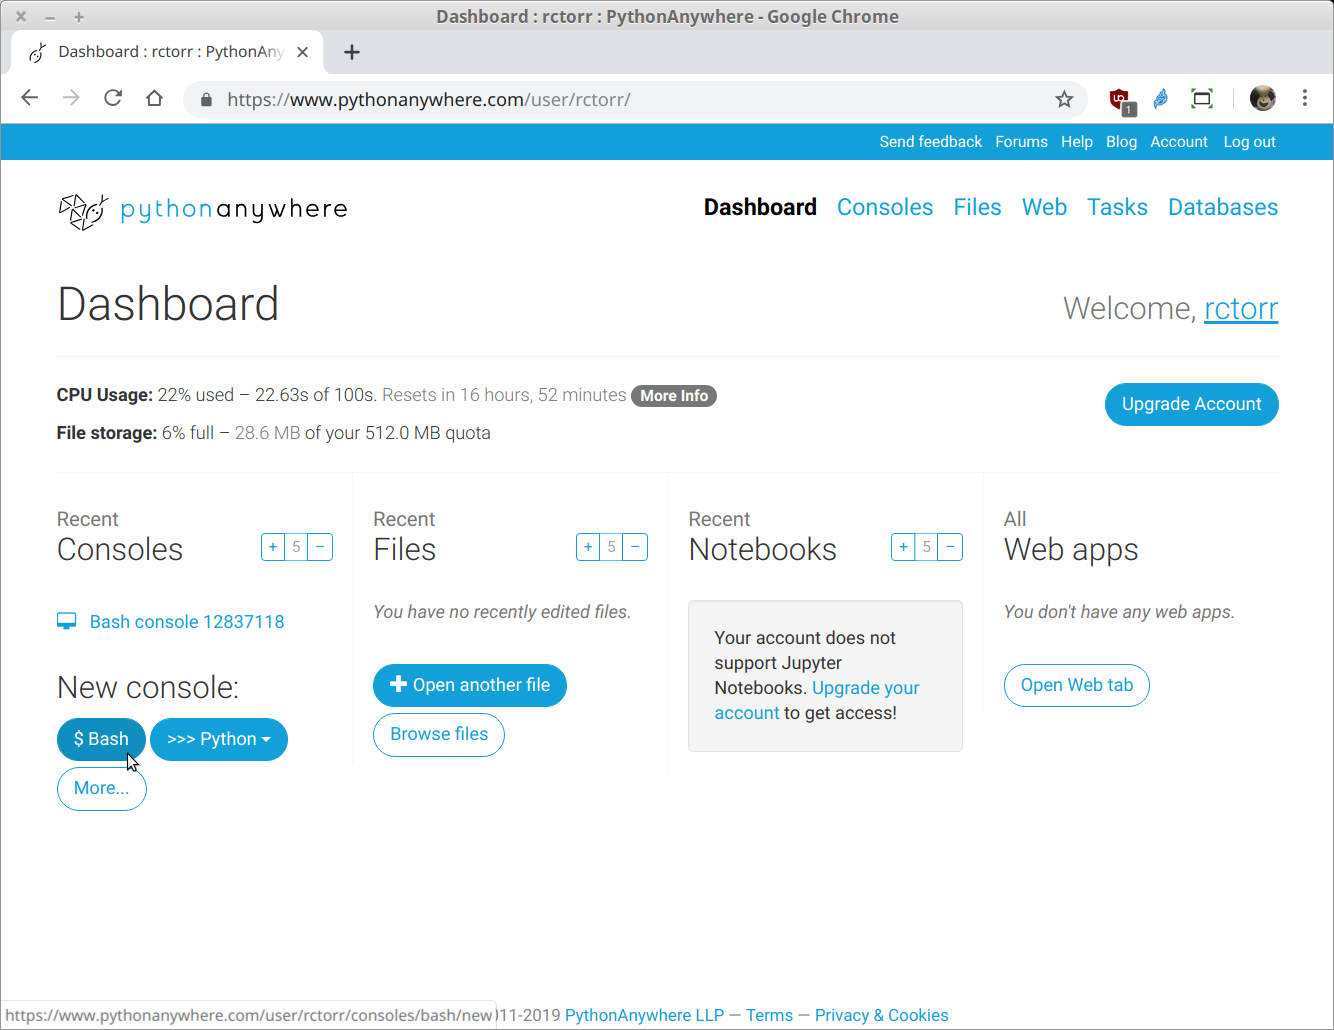 Dashboard : rctorr : PythonAnywhere - Google Chrome
Dashboard : rctorr : PythonAny
https://www.pythonanywhere.com/user/rctorr/
1
Send feedback Forums Help Blog Account Log out
pythonanywhere
Dashboard Consoles Files Web Tasks Databases
Dashboard
Welcome, rctorr
CPU Usage: 22% used – 22.63s of 100s. Resets in 16 hours, 52 minutes More Info
Upgrade Account
File storage: 6% full – 28.6 MB of your 512.0 MB quota
Recent
Consoles
+ 5 −
Bash console 12837118
New console:
$ Bash
>>> Python
More...
Recent
Files
+ 5 −
You have no recently edited files.
Open another file
Browse files
Recent
Notebooks
+ 5 −
Your account does not
support Jupyter
Notebooks. Upgrade your
account to get access!
All
Web apps
You don't have any web apps.
Open Web tab
https://www.pythonanywhere.com/user/rctorr/consoles/bash/new
11-2019 PythonAnywhere LLP — Terms — Privacy & Cookies